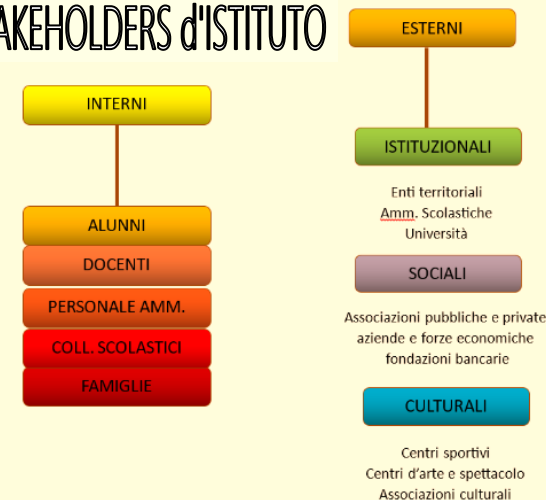 d'ISTITUTO
INTERNI
ALUNNI
DOCENTI
PERSONALE AMM.
COLL. SCOLASTICI
FAMIGLIE
ESTERNI
ISTITUZIONALI
Enti territoriali
Amm. Scolastiche
Università
SOCIALI
Associazioni pubbliche e private
aziende e forze economiche
fondazioni bancarie
CULTURALI
Centri sportivi
Centri d'arte e spettacolo
Associazioni culturali